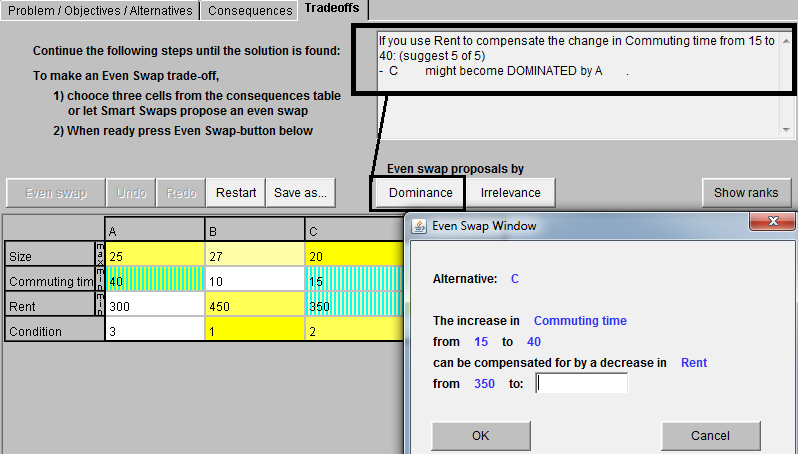 Problem / Objectives / Alternatives Consequences Tradeoffs
Continue the following steps until the solution is found:
To make an Even Swap trade-off,
1) chooce three cells from the consequences table
or let Smart Swaps propose an even swap
2) When ready press Even Swap-button below
If you use Rent to compensate the change in Commuting time from 15 to
40: (suggest 5 of 5)
- C might become DOMINATED by A .
Even swap proposals by
Even swap Undo Redo Restart Save as... Dominance Irrelevance Show ranks
A B C
Size max 25 27 20
Commuting tim min 40 10 15
Rent min 300 450 350
Condition 3 1 2
Even Swap Window
Alternative: C
The increase in Commuting time
from 15 to 40
can be compensated for by a decrease in Rent
from 350 to:
OK Cancel